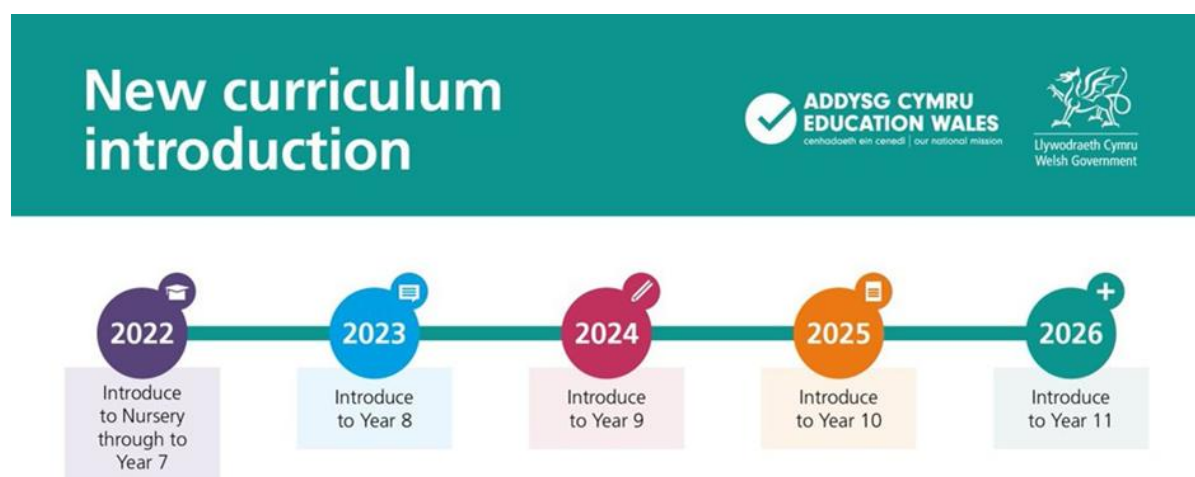 New curriculum
introduction
ADDYSG CYMRU
EDUCATION WALES
cenhadaeth ein cenedl | our national mission
Llywodraeth Cymru
Welsh Government
2022
2023
2024
2025
2026
Introduce
to Nursery
through to
Year 7
Introduce
to Year 8
Introduce
to Year 9
Introduce
to Year 10
Introduce
to Year 11